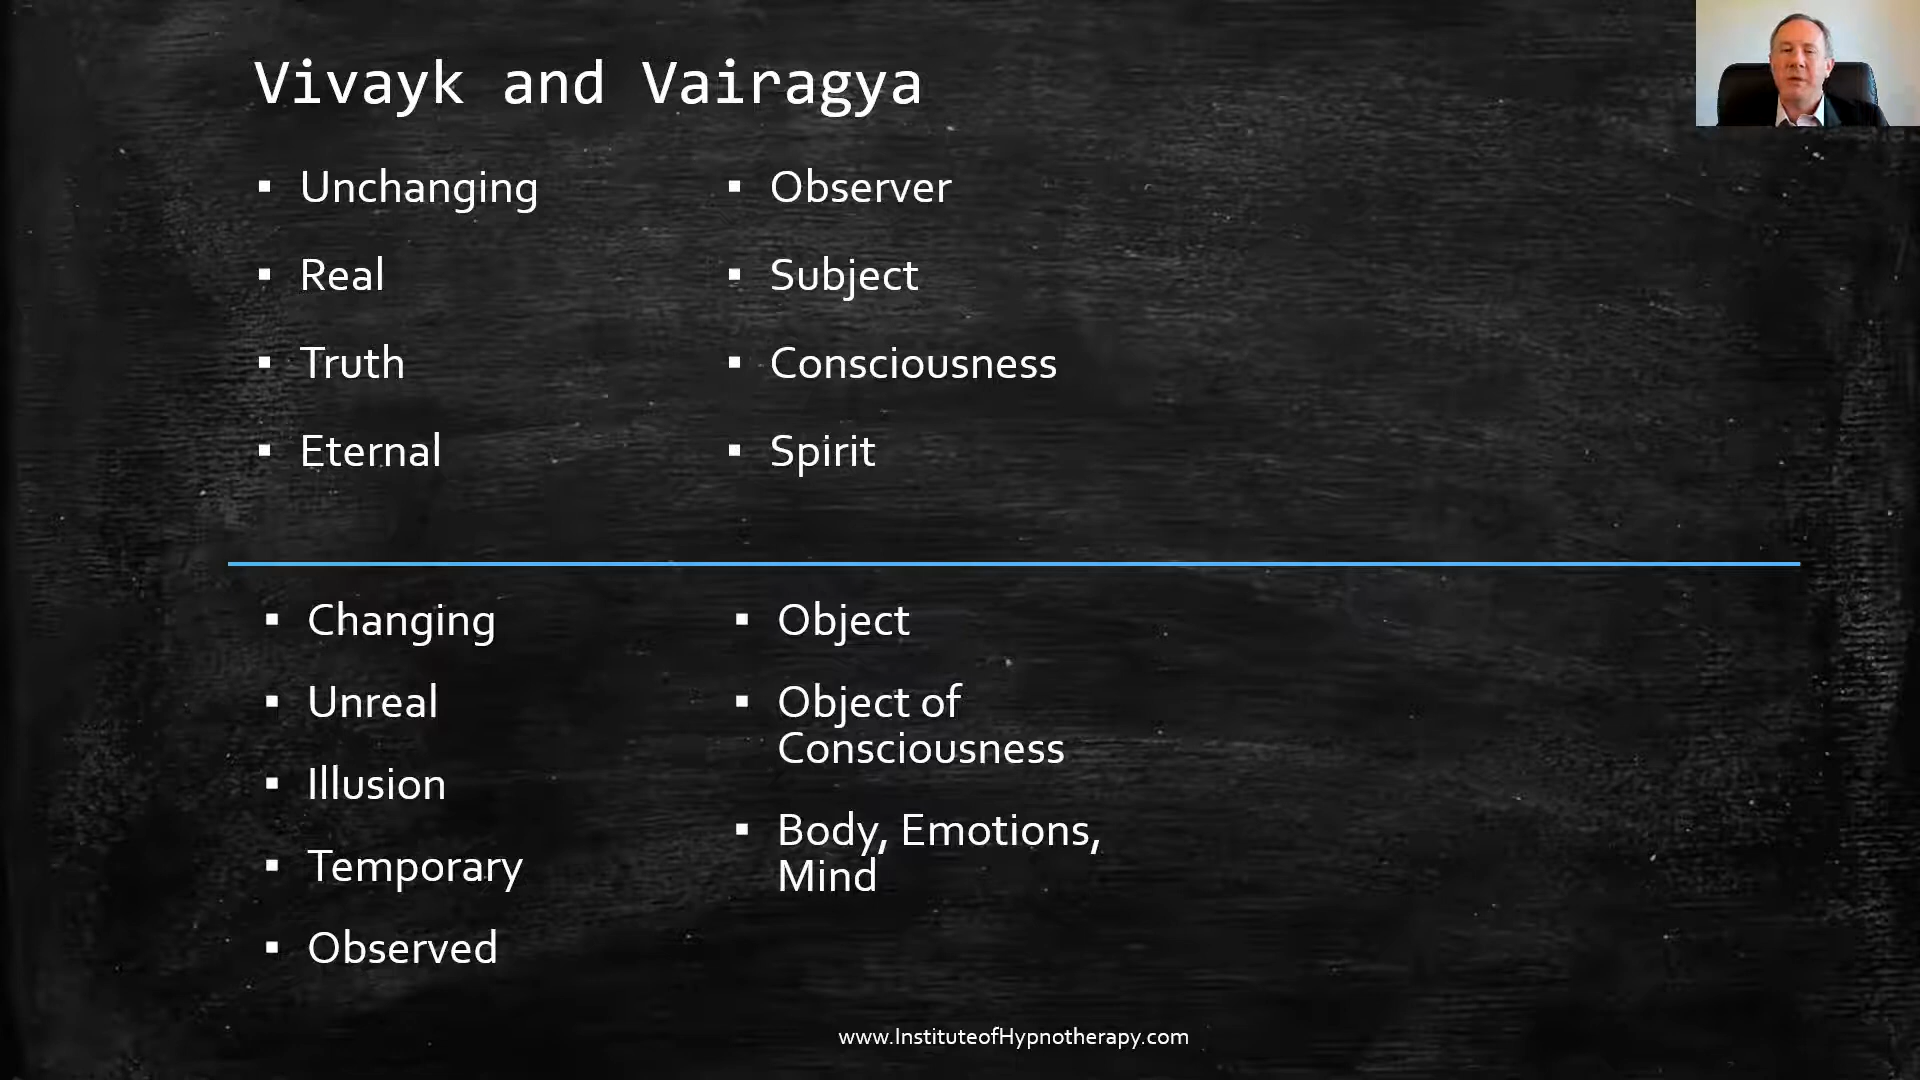 Vivayk and Vairagya
▪ Unchanging
▪ Real
▪ Truth
▪ Eternal
▪ Observer
▪ Subject
▪ Consciousness
▪ Spirit
▪ Changing
▪ Unreal
▪ Illusion
▪ Temporary
▪ Observed
▪ Object
▪ Object of
Consciousness
▪ Body, Emotions,
Mind
www.InstituteofHypnotherapy.com